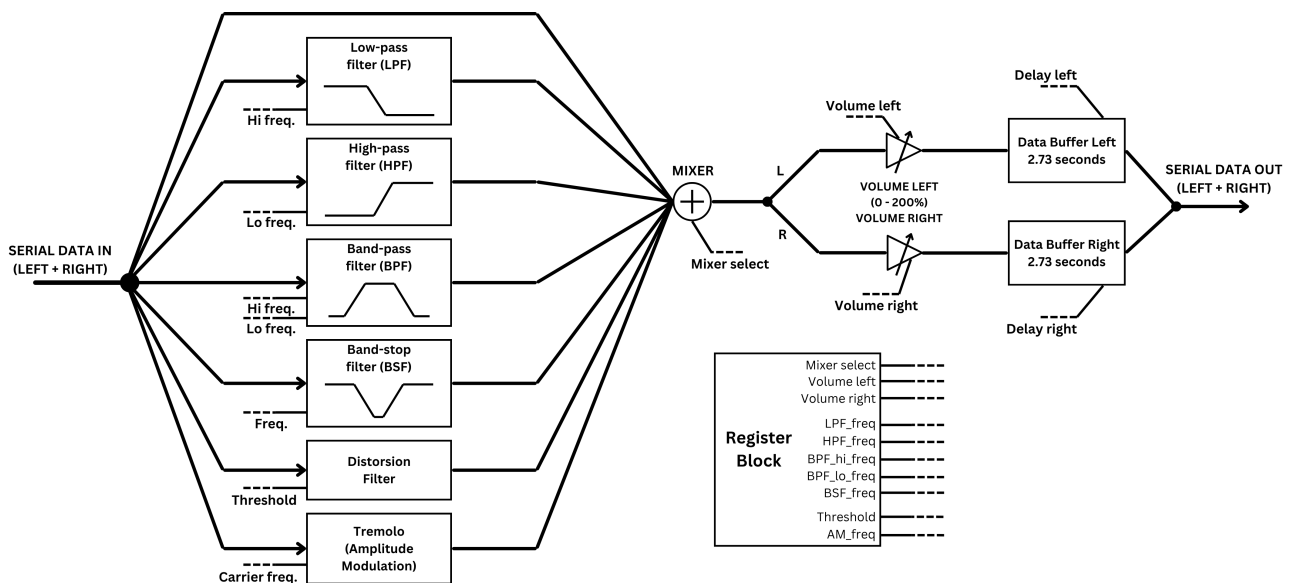 SERIAL DATA IN
(LEFT + RIGHT)
Low-pass
filter (LPF)
Hi freq.
High-pass
filter (HPF)
Lo freq.
Band-pass
filter (BPF)
Hi freq.
Lo freq.
Band-stop
filter (BSF)
Freq.
Distorsion
Filter
Threshold
Tremolo
(Amplitude
Modulation)
Carrier freq.
MIXER
Mixer select
L
R
Volume left
VOLUME LEFT
(0 - 200%)
VOLUME RIGHT
Volume right
Delay left
Data Buffer Left
2.73 seconds
Data Buffer Right
2.73 seconds
Delay right
SERIAL DATA OUT
(LEFT + RIGHT)
Register
Block
Mixer select
Volume left
Volume right
LPF_freq
HPF_freq
BPF_hi_freq
BPF_lo_freq
BSF_freq
Threshold
AM_freq